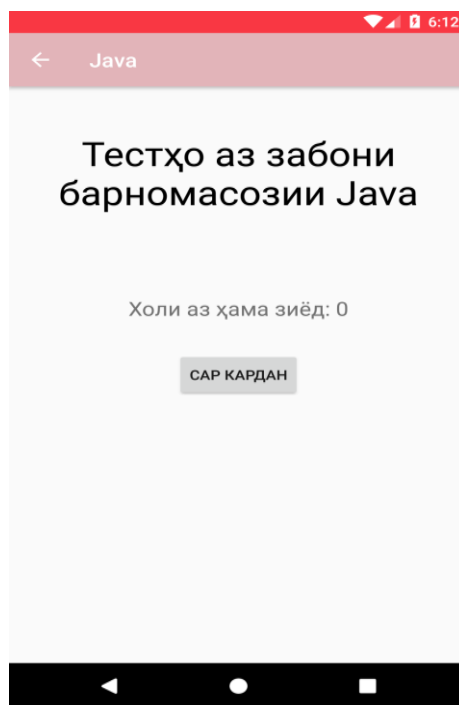 6:12
Java
Тестҳо аз забони
барномасозии Java
Холи аз ҳама зиёд: 0
САР КАРДАН